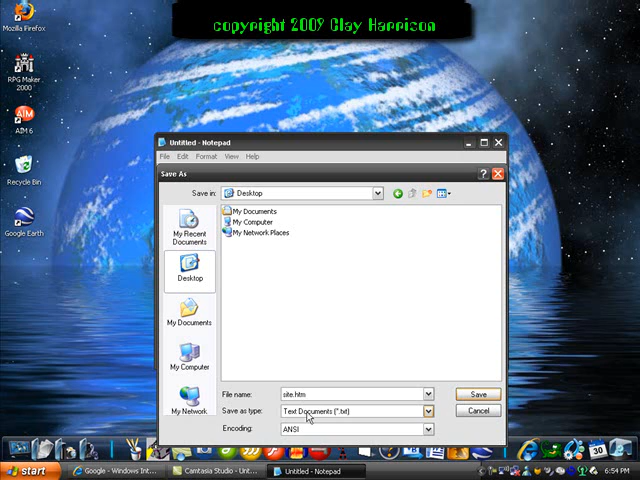 copyright 2009 Clay Harrison
Mozilla Firefox
RPG Maker
2000
AIM 6
Recycle Bin
Google Earth
Untitled - Notepad
File Edit Format View Help
Save As
Save in: Desktop
My Recent
Documents
Desktop
My Documents
My Computer
My Network
My Documents
My Computer
My Network Places
File name: site.htm Save
Save as type: Text Documents (*.txt) Cancel
Encoding: ANSI
30
start Google - Windows Int... Camtasia Studio - Unt... Untitled - Notepad 6:54 PM